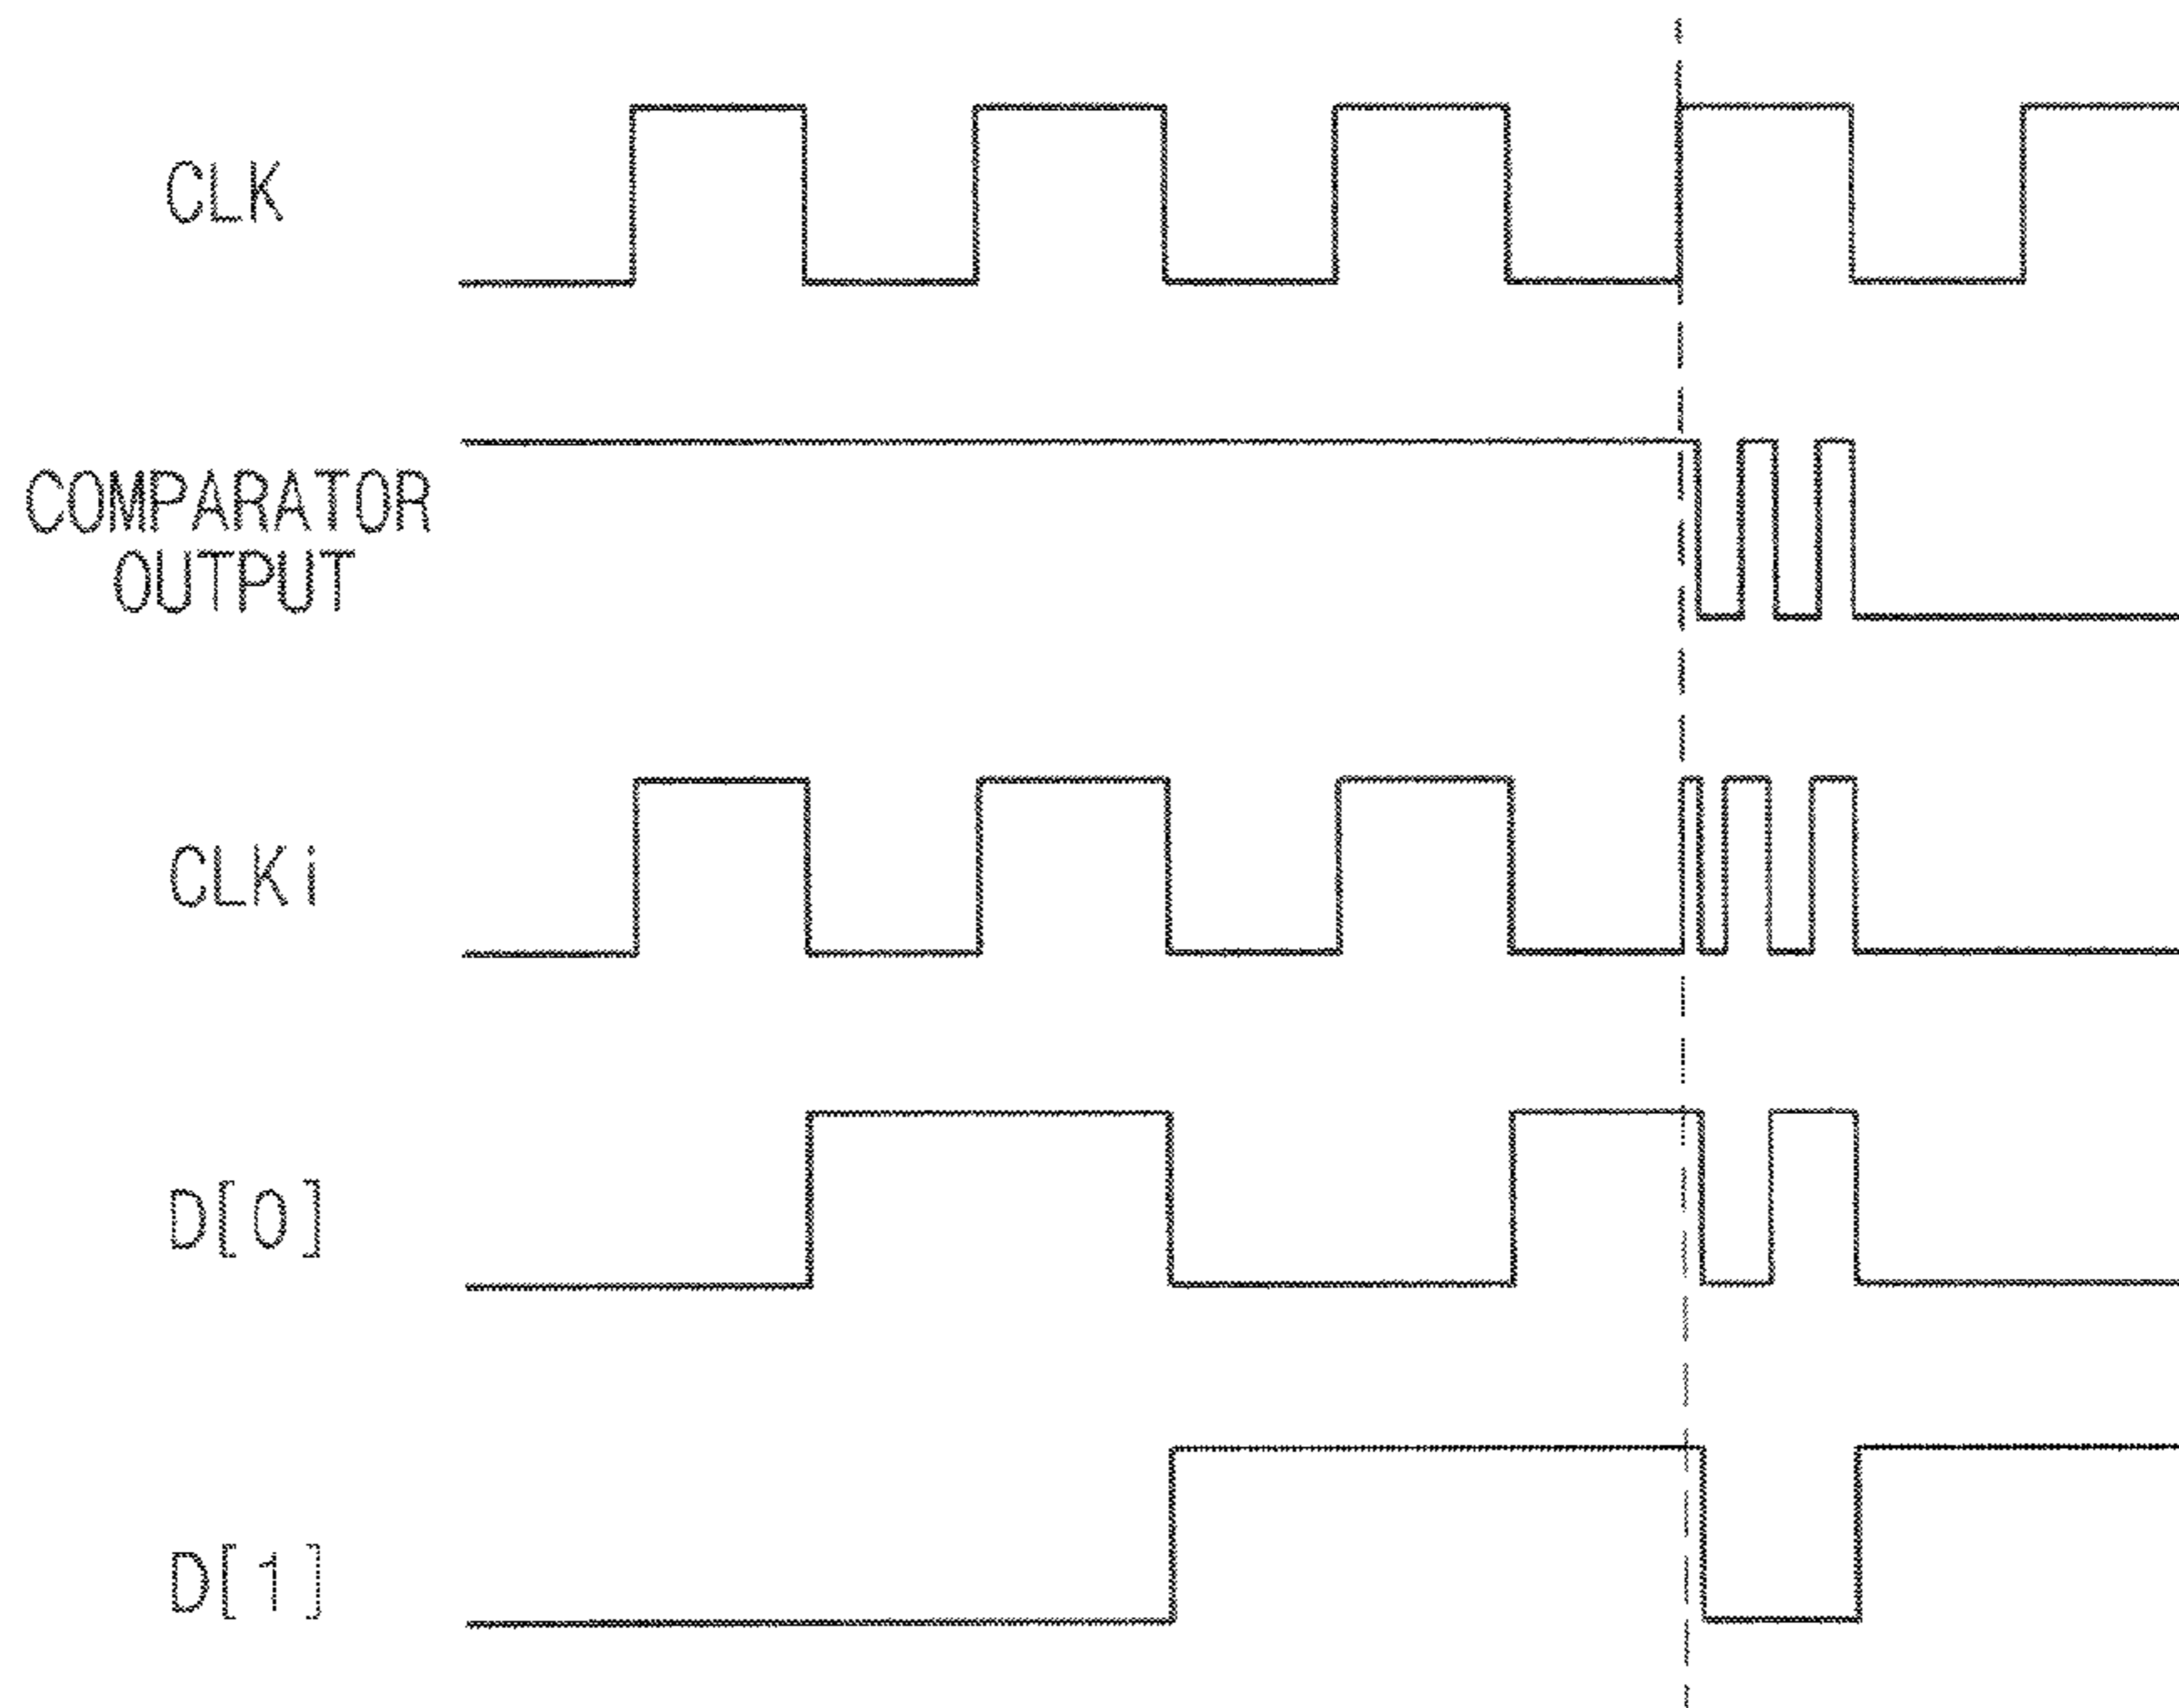 CLK
COMPARATOR
OUTPUT
CLKi
D[0]
D[1]